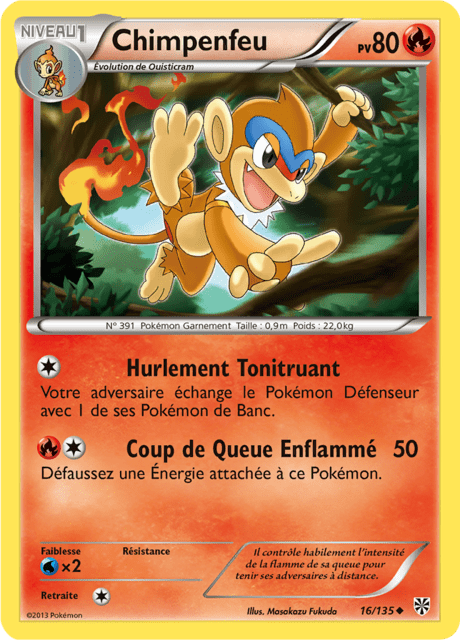 NIVEAU 1
Chimpenfeu
PV80
Évolution de Ouisticram
N° 391 Pokémon Garnement Taille : 0,9m Poids : 22,0kg
Hurlement Tonitruant
Votre adversaire échange le Pokémon Défenseur
avec 1 de ses Pokémon de Banc.
Coup de Queue Enflammé 50
Défaussez une Énergie attachée à ce Pokémon.
Faiblesse
×2
Résistance
Il contrôle habilement l'intensité
de la flamme de sa queue pour
tenir ses adversaires à distance.
Retraite
©2013 Pokémon
Illus. Masakazu Fukuda
16/135